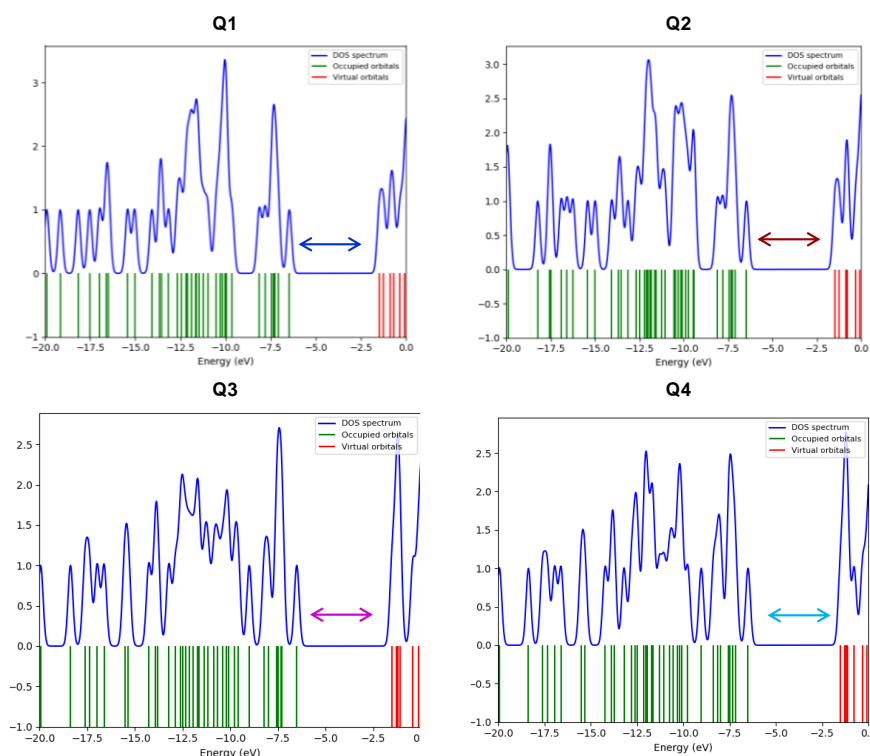 Q1
Q2
DOS spectrum
Occupied orbitals
Virtual orbitals
3
2
1
0
−1
−20.0 −17.5 −15.0 −12.5 −10.0 −7.5 −5.0 −2.5 0.0
Energy (eV)
DOS spectrum
Occupied orbitals
Virtual orbitals
3.0
2.5
2.0
1.5
1.0
0.5
0.0
−0.5
−1.0
−20.0 −17.5 −15.0 −12.5 −10.0 −7.5 −5.0 −2.5 0.0
Energy (eV)
Q3
Q4
DOS spectrum
Occupied orbitals
Virtual orbitals
2.5
2.0
1.5
1.0
0.5
0.0
−0.5
−1.0
−20.0 −17.5 −15.0 −12.5 −10.0 −7.5 −5.0 −2.5 0
Energy (eV)
DOS spectrum
Occupied orbitals
Virtual orbitals
2.5
2.0
1.5
1.0
0.5
0.0
−0.5
−1.0
−20.0 −17.5 −15.0 −12.5 −10.0 −7.5 −5.0 −2.5 0.0
Energy (eV)